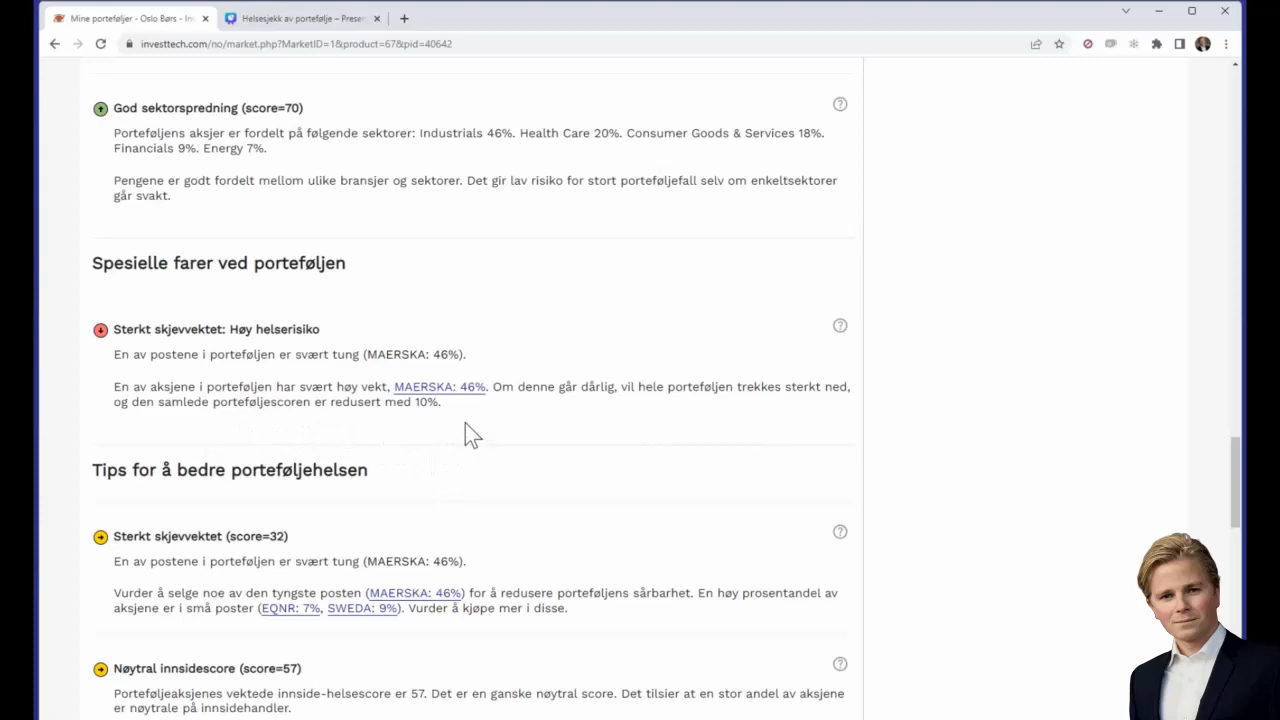 Mine porteføljer - Oslo Børs - Inv
Helsesjekk av portefølje – Presen
investtech.com/no/market.php?MarketID=1&product=67&pid=40642
God sektorspredning (score=70)
Porteføljens aksjer er fordelt på følgende sektorer: Industrials 46%. Health Care 20%. Consumer Goods & Services 18%.
Financials 9%. Energy 7%.
Pengene er godt fordelt mellom ulike bransjer og sektorer. Det gir lav risiko for stort porteføljefall selv om enkeltsektorer
går svakt.
Spesielle farer ved porteføljen
Sterkt skjevvektet: Høy helserisiko
En av postene i porteføljen er svært tung (MAERSKA: 46%).
En av aksjene i porteføljen har svært høy vekt, MAERSKA: 46%. Om denne går dårlig, vil hele porteføljen trekkes sterkt ned,
og den samlede porteføljescoren er redusert med 10%.
Tips for å bedre porteføljehelsen
Sterkt skjevvektet (score=32)
En av postene i porteføljen er svært tung (MAERSKA: 46%).
Vurder å selge noe av den tyngste posten (MAERSKA: 46%) for å redusere porteføljens sårbarhet. En høy prosentandel av
aksjene er i små poster (EQNR: 7%, SWEDA: 9%). Vurder å kjøpe mer i disse.
Nøytral innsidescore (score=57)
Porteføljeaksjenes vektede innside-helsescore er 57. Det er en ganske nøytral score. Det tilsier at en stor andel av aksjene
er nøytrale på innsidehandler.